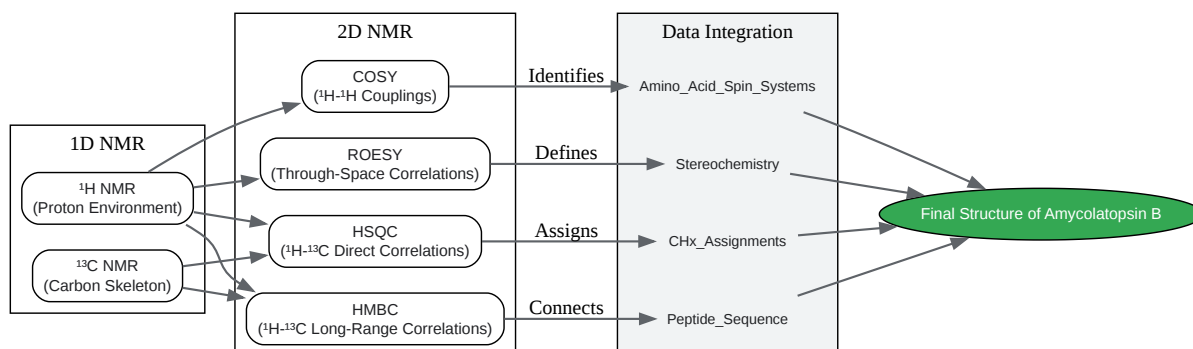 1D NMR
¹H NMR
(Proton Environment)
¹³C NMR
(Carbon Skeleton)
2D NMR
COSY
(¹H-¹H Couplings)
ROESY
(Through-Space Correlations)
HSQC
(¹H-¹³C Direct Correlations)
HMBC
(¹H-¹³C Long-Range Correlations)
Identifies
Defines
Assigns
Connects
Data Integration
Amino_Acid_Spin_Systems
Stereochemistry
CHx_Assignments
Peptide_Sequence
Final Structure of Amycolatopsin B